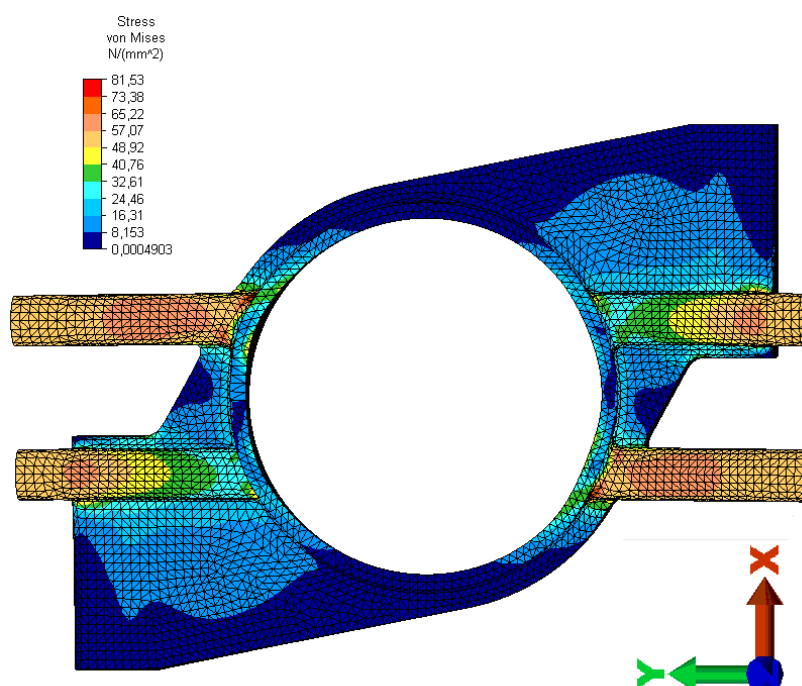 Stress
von Mises
N/(mm^2)
81,53
73,38
65,22
57,07
48,92
40,76
32,61
24,46
16,31
8,153
0,0004903
X
Y